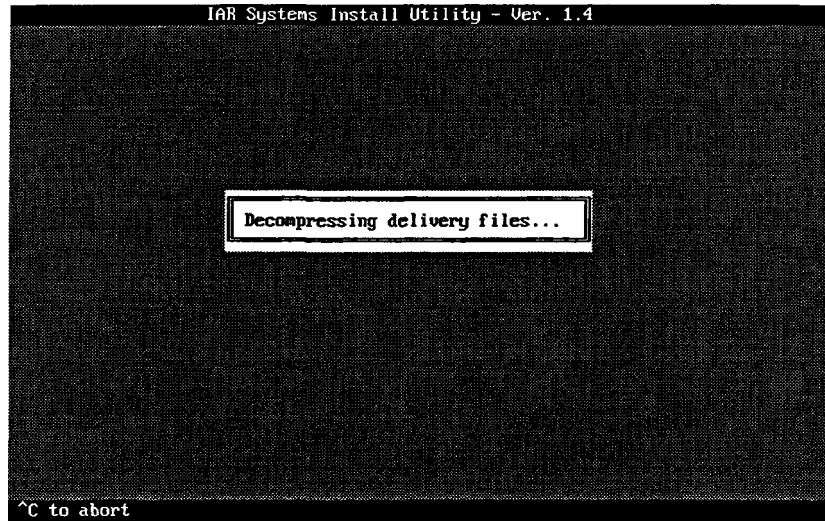 IAR Systems Install Utility - Ver. 1.4
Decompressing delivery files...
^C to abort